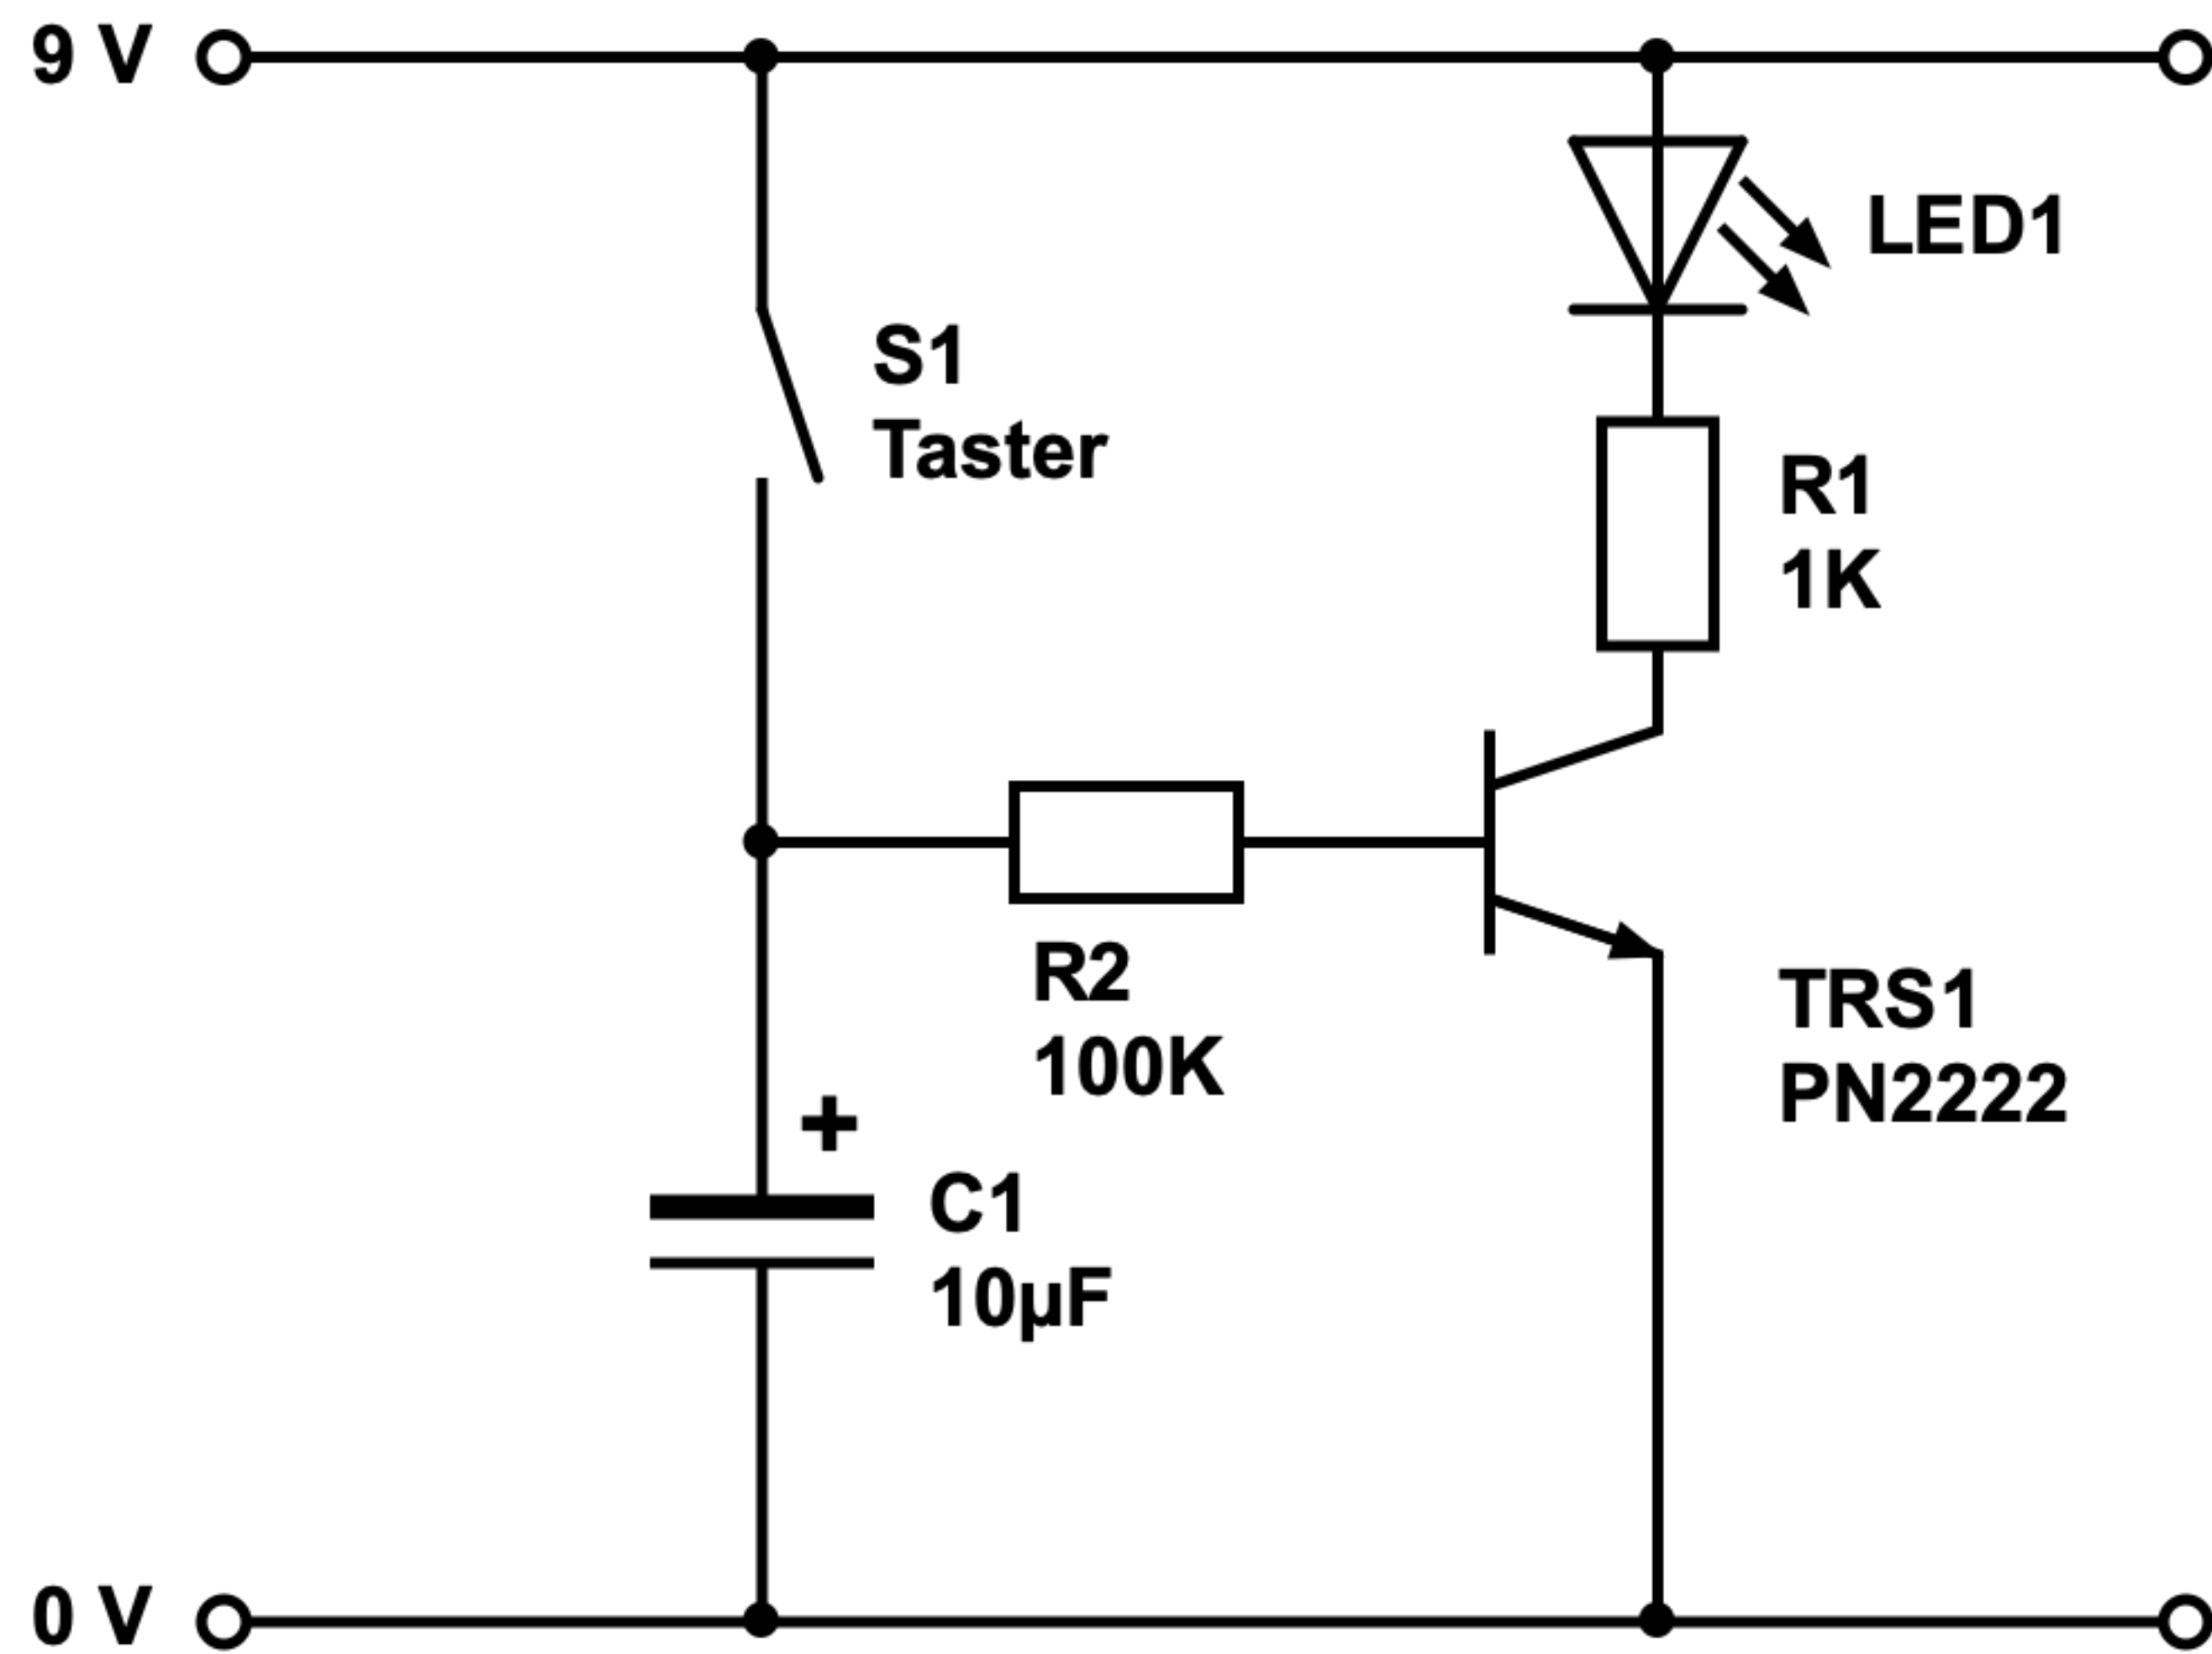 9 V
LED1
S1
Taster
R1
1K
R2
100K
TRS1
PN2222
+
C1
10µF
0 V